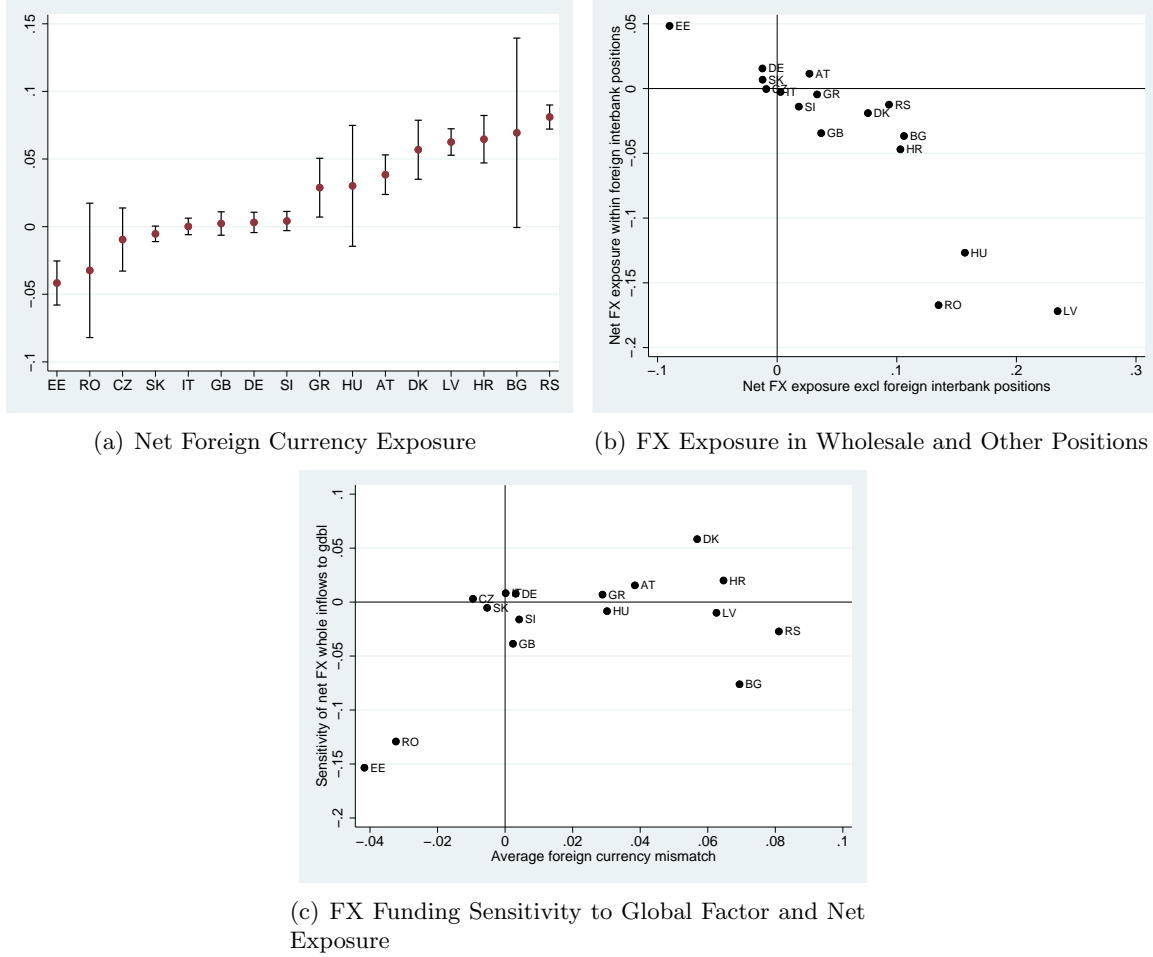 .15
.1
.05
0
−.05
−.1
EE RO CZ SK IT GB DE SI GR HU AT DK LV HR BG RS
(a) Net Foreign Currency Exposure
Net FX exposure within foreign interbank positions
.05
0
−.05
−.1
−.15
−.2
EE
DE
SK
CZ
IT
AT
GR
SI
RS
DK
GB
BG
HR
HU
RO
LV
−.1 0 .1 .2 .3
Net FX exposure excl foreign interbank positions
(b) FX Exposure in Wholesale and Other Positions
Sensitivity of net FX whole inflows to gdbl
.1
.05
0
−.05
−.1
−.15
−.2
DK
HR
AT
IT
DE
GR
CZ
SK
HU
LV
SI
RS
GB
BG
RO
EE
−.04 −.02 0 .02 .04 .06 .08 .1
Average foreign currency mismatch
(c) FX Funding Sensitivity to Global Factor and Net
Exposure